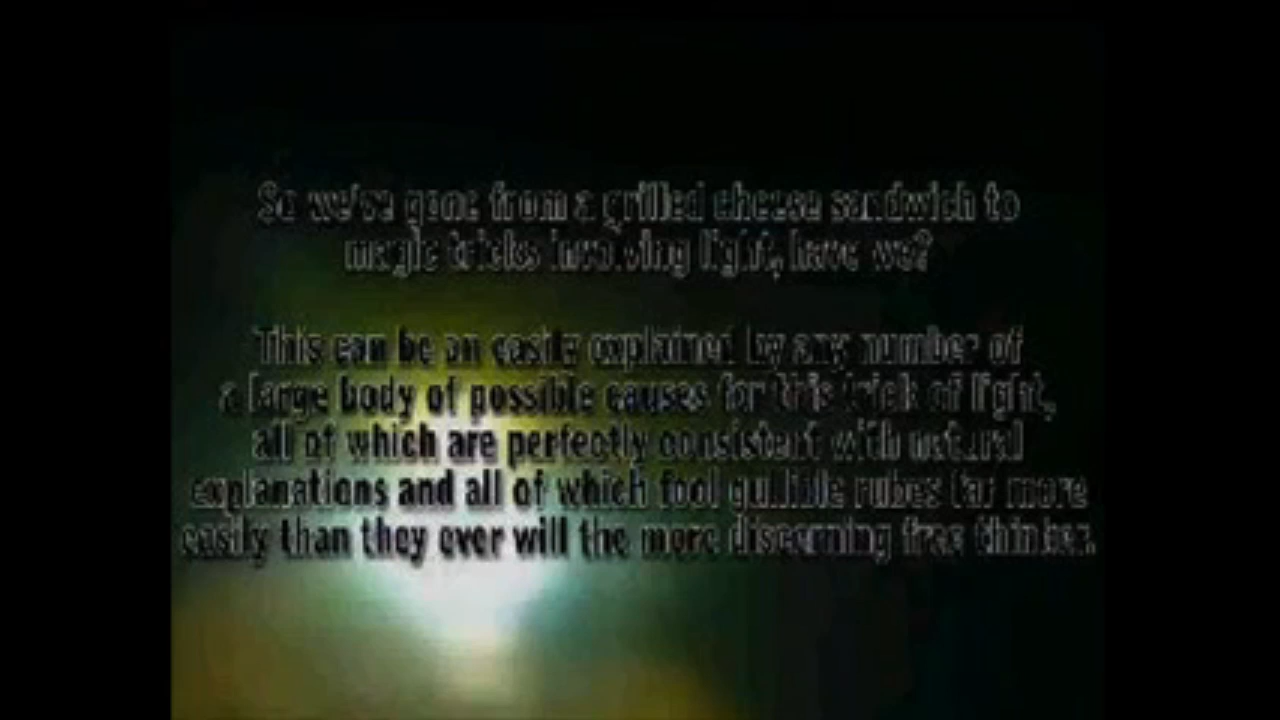 So we've gone from a grilled cheese sandwich to
magic tricks involving light, have we?
This can be an easily explained by any number of
a large body of possible causes for this trick of light,
all of which are perfectly consistent with natural
explanations and all of which fool gullible rubes far more
easily than they ever will the more discerning free thinker.